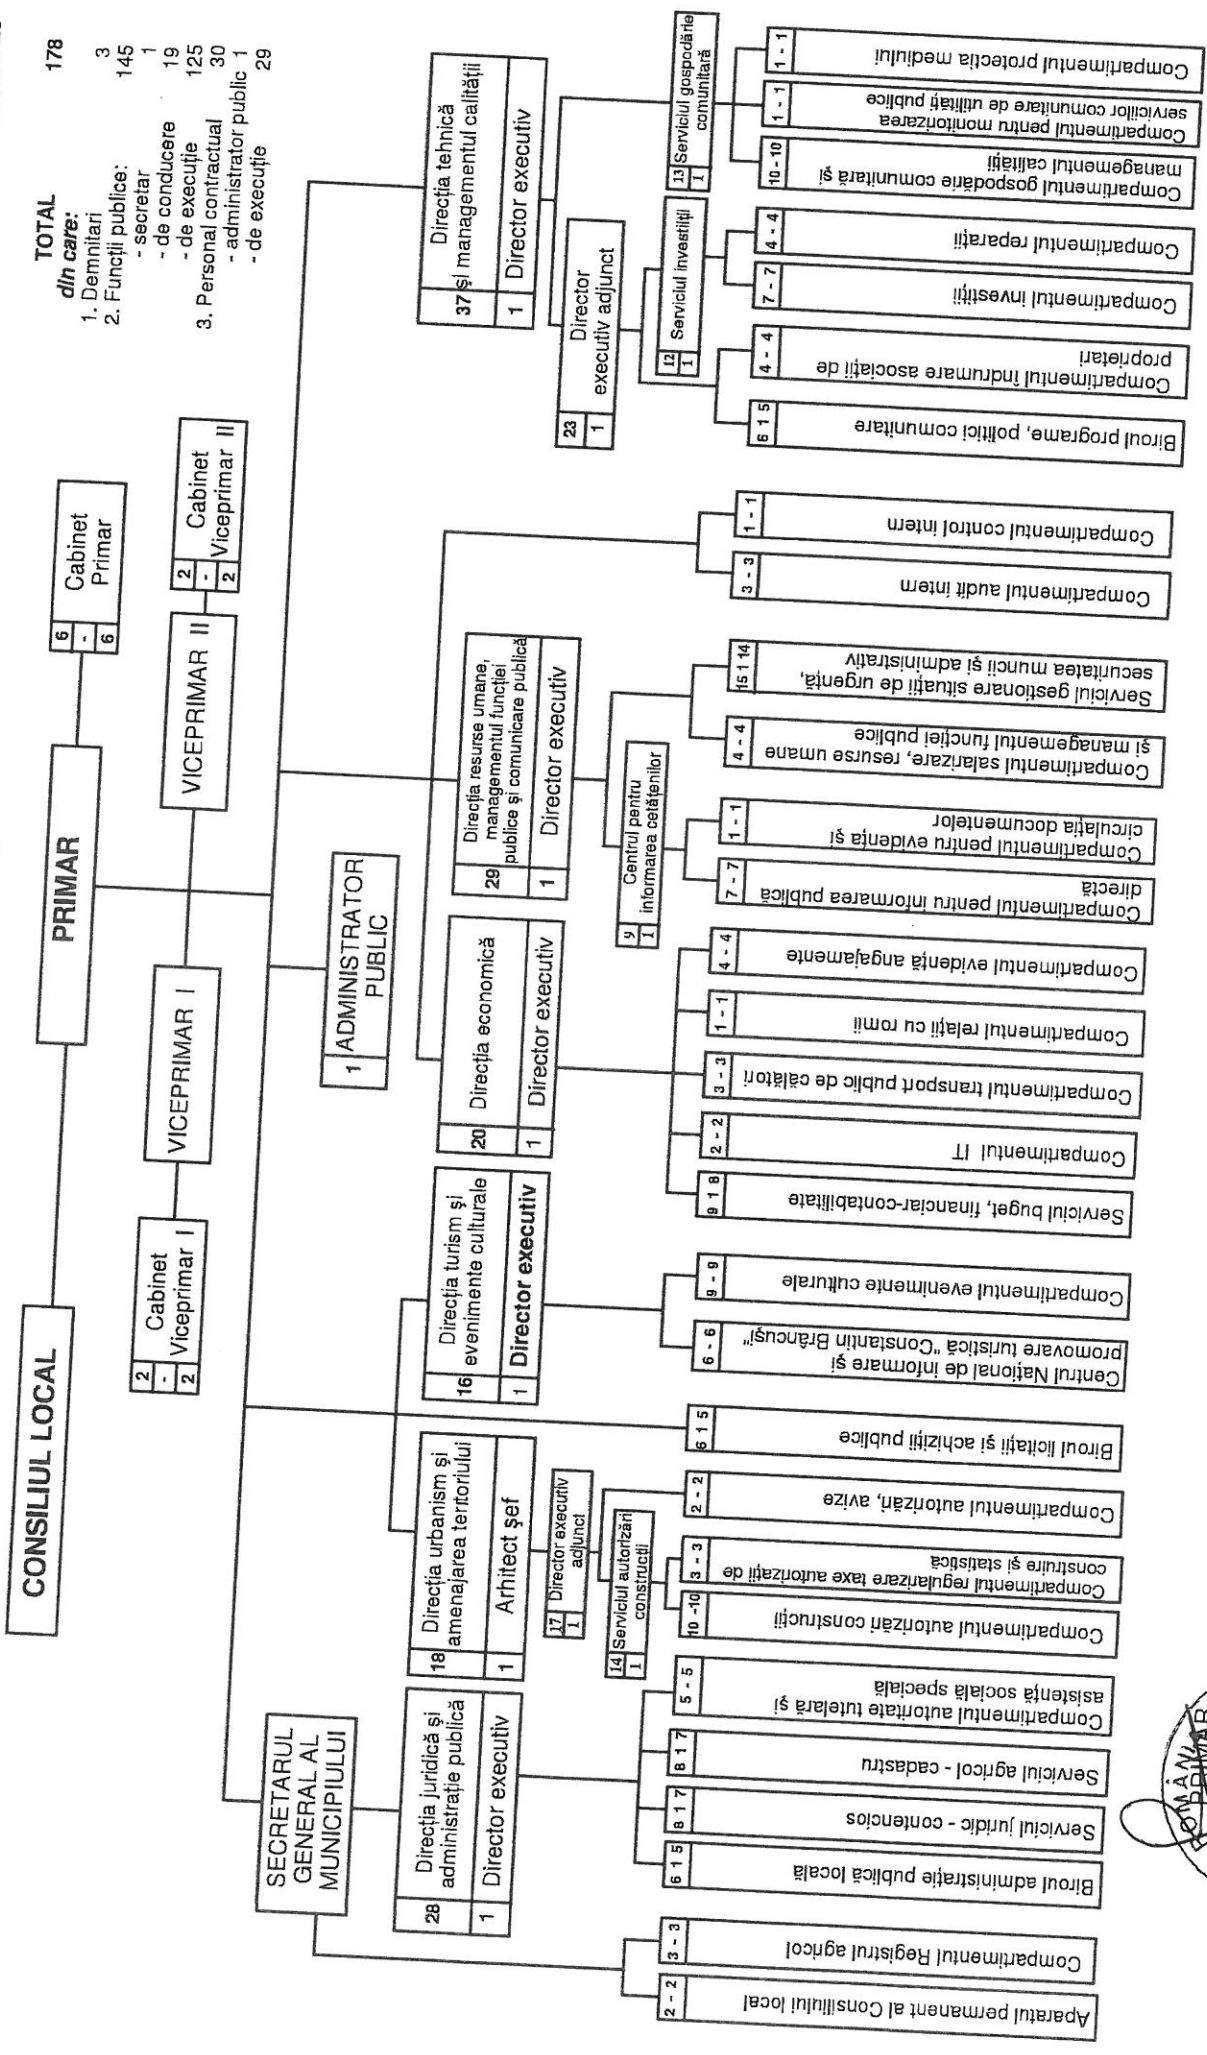 CONSILIUL LOCAL
PRIMAR
6
-
6
Cabinet
Primar
TOTAL 178
din care:
1. Demnitari 3
2. Funcții publice: 145
- secretar 1
- de conducere 19
- de execuție 125
3. Personal contractual 30
- administrator public 1
- de execuție 29
2
-
2
Cabinet
Viceprimar I
VICEPRIMAR I
VICEPRIMAR II
2
-
2
Cabinet
Viceprimar II
SECRETARUL
GENERAL AL
MUNICIPIULUI
1 ADMINISTRATOR
PUBLIC
28 Direcția juridică și
administrație publică
1 Director executiv
18 Direcția urbanism și
amenajarea teritoriului
1 Arhitect șef
16 Direcția turism și
evenimente culturale
1 Director executiv
20 Direcția economică
1 Director executiv
29 Direcția resurse umane,
managementul funcției
publice și comunicare publică
1 Director executiv
37 Direcția tehnică
și managementul calității
1 Director executiv
17 Director executiv
1 adjunct
14 Serviciul autorizări
1 construcții
9 Centrul pentru
1 informarea cetățenilor
23 Director
1 executiv adjunct
12 Serviciul investiții
1
13 Serviciul gospodărie
1 comunitară
2 - 2
Aparatul permanent al Consiliului local
3 - 3
Compartimentul Registrul agricol
6 1 5
Biroul administrație publică locală
8 1 7
Serviciul juridic - contencios
8 1 7
Serviciul agricol - cadastru
5 - 5
Compartimentul autoritate tutelară și
asistență socială specială
10 -10
Compartimentul autorizări construcții
3 - 3
Compartimentul regularizare taxe autorizații de
construire și statistică
2 - 2
Compartimentul autorizări, avize
6 1 5
Biroul licitații și achiziții publice
6 - 6
Centrul Național de informare și
promovare turistică "Constantin Brâncuși"
9 - 9
Compartimentul evenimente culturale
9 1 8
Serviciul buget, financiar-contabilitate
2 - 2
Compartimentul IT
3 - 3
Compartimentul transport public de călători
1 - 1
Compartimentul relații cu romii
4 - 4
Compartimentul evidență angajamente
7 - 7
Compartimentul pentru informarea publică
directă
1 - 1
Compartimentul pentru evidența și
circulația documentelor
4 - 4
Compartimentul salarizare, resurse umane
și managementul funcției publice
15 1 14
Serviciul gestionare situații de urgență,
securitatea muncii și administrativ
3 - 3
Compartimentul audit intern
1 - 1
Compartimentul control intern
6 1 5
Biroul programe, politici comunitare
4 - 4
Compartimentul îndrumare asociații de
proprietari
7 - 7
Compartimentul investiții
4 - 4
Compartimentul reparații
10 - 10
Compartimentul gospodărie comunitară și
managementul calității
1 - 1
Compartimentul pentru monitorizarea
serviciilor comunitare de utilități publice
1 - 1
Compartimentul protecția mediului